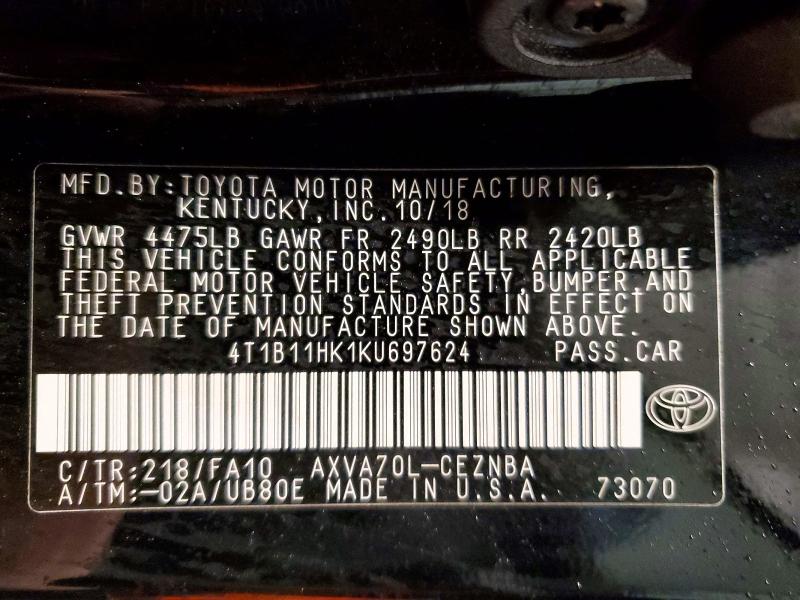 MFD.BY:TOYOTA MOTOR MANUFACTURING,
KENTUCKY,INC.10/18
GVWR 4475LB GAWR FR 2490LB RR 2420LB
THIS VEHICLE CONFORMS TO ALL APPLICABLE
FEDERAL MOTOR VEHICLE SAFETY,BUMPER,AND
THEFT PREVENTION STANDARDS IN EFFECT ON
THE DATE OF MANUFACTURE SHOWN ABOVE.
4T1B11HK1KU697624 PASS.CAR
C/TR:218/FA10 AXVA70L-CEZNBA
A/TM:-02A/UB80E MADE IN U.S.A. 73070